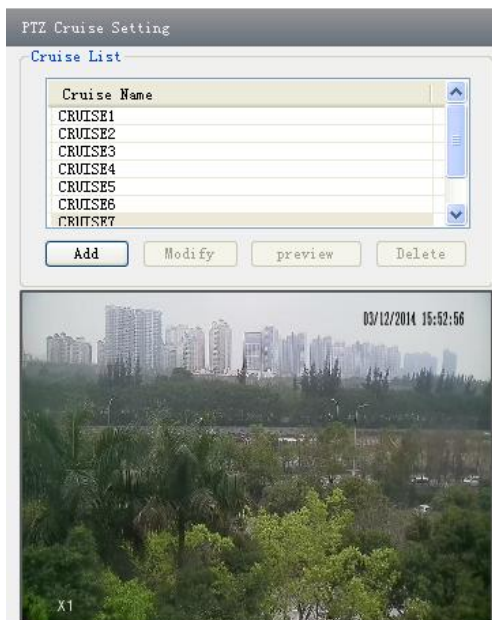 PTZ Cruise Setting
Cruise List
Cruise Name
CRUISE1
CRUISE2
CRUISE3
CRUISE4
CRUISE5
CRUISE6
CRUISE7
Add Modify preview Delete
03/12/2014 15:52:56
X1